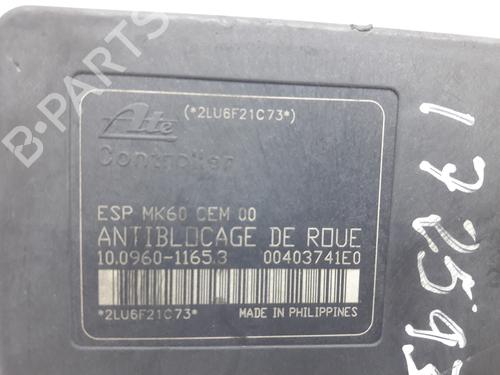 (*2LU6F21C73*)
Ate
Controller
ESP MK60 CEM 00
ANTIBLOCAGE DE ROUE
10.0960-1165.3 00403741E0
*2LU6F21C73* MADE IN PHILIPPINES
B-PARTS